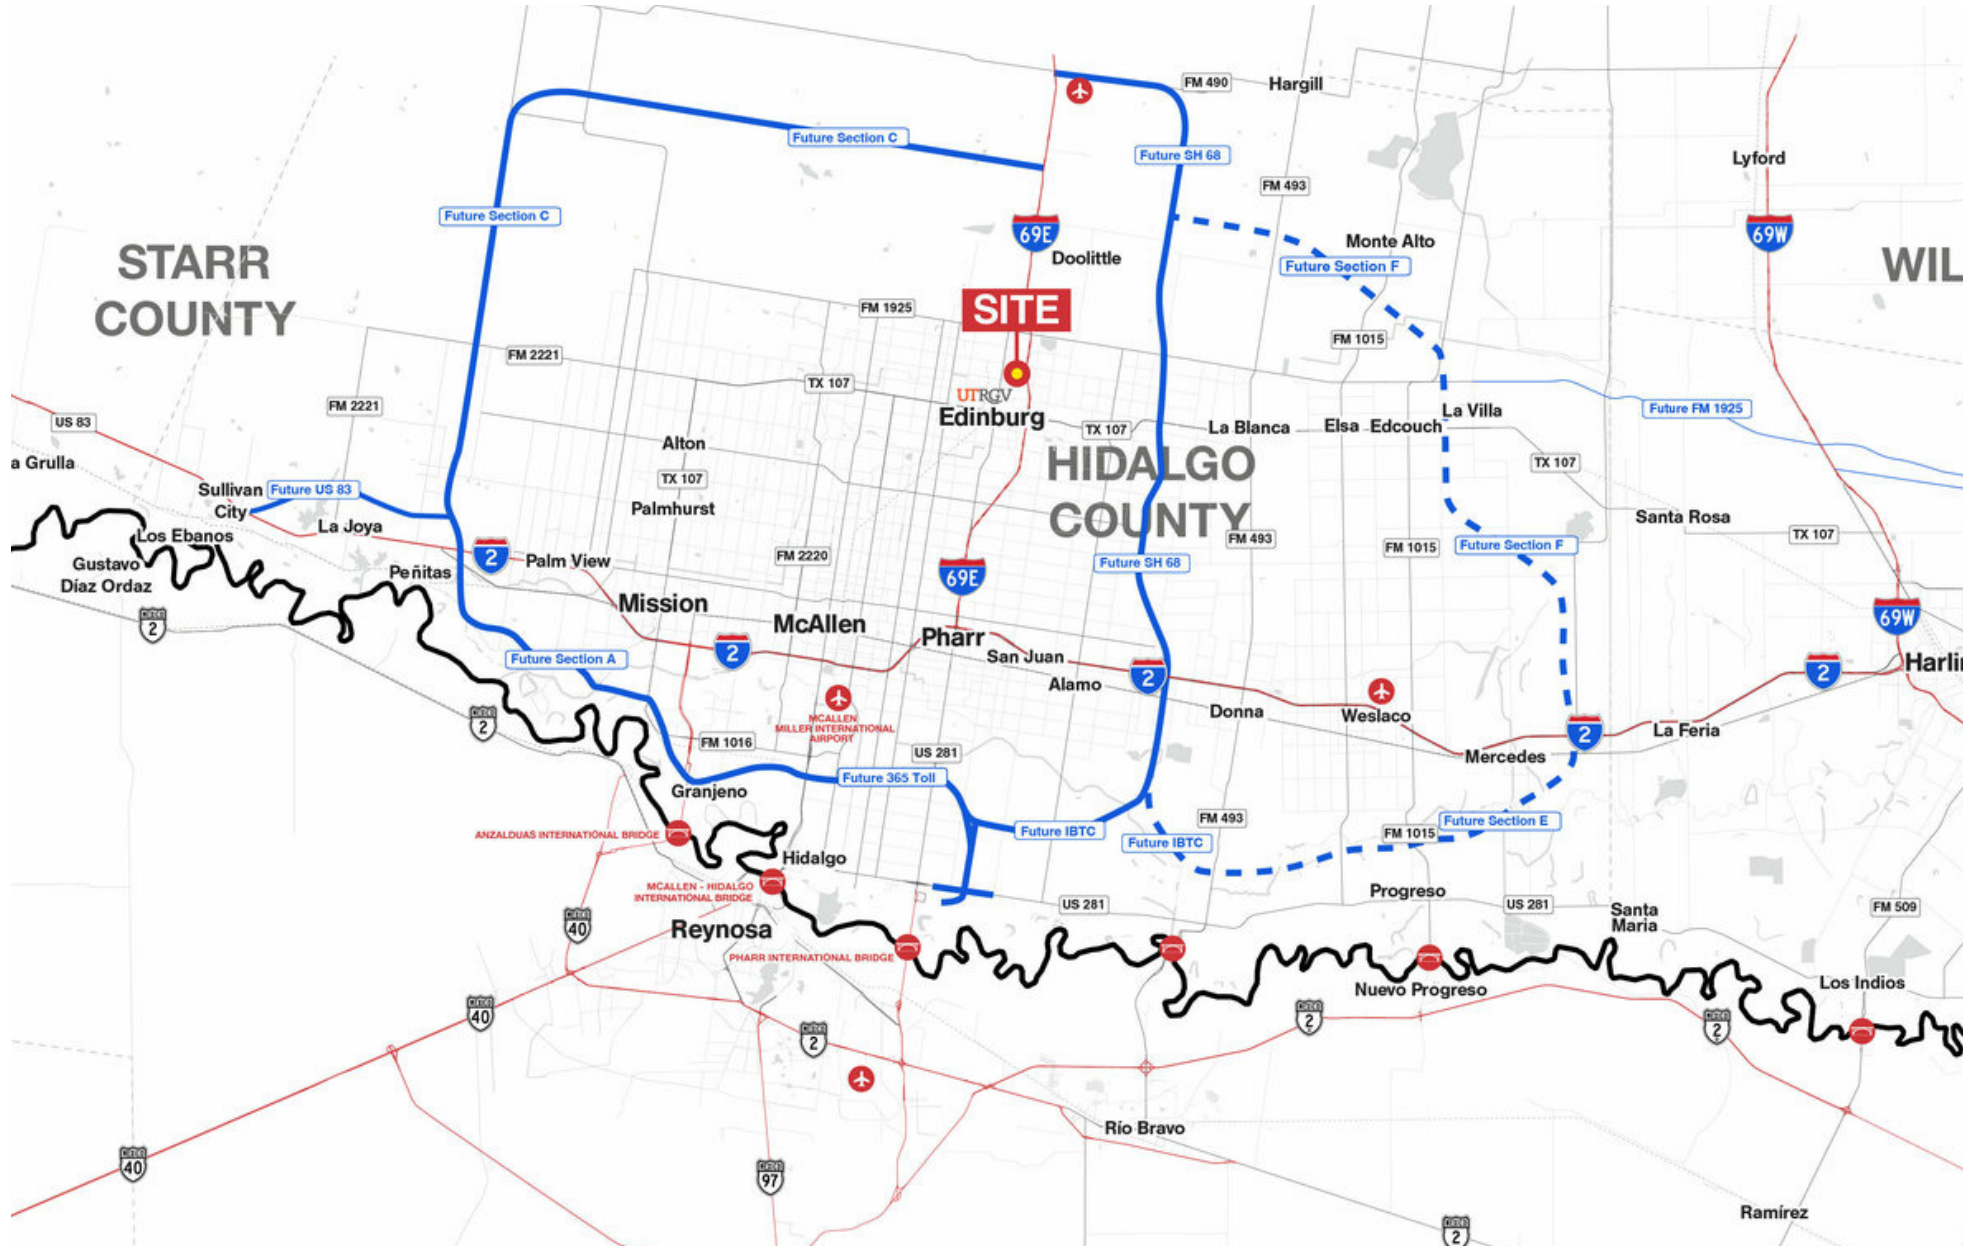 FM 490
Hargill
Future Section C
Future SH 68
Lyford
FM 493
Future Section C
69E
69W
Monte Alto
STARR
COUNTY
Doolittle
Future Section F
WIL
SITE
FM 1925
FM 1015
FM 2221
TX 107
UTRGV
Edinburg
FM 2221
Future FM 1925
US 83
La Villa
TX 107
La Blanca
Elsa
Edcouch
Alton
HIDALGO
COUNTY
a Grulla
TX 107
TX 107
Sullivan
City
Future US 83
Palmhurst
Santa Rosa
La Joya
TX 107
Los Ebanos
FM 493
FM 1015
Future Section F
2
Palm View
FM 2220
Future SH 68
Gustavo
Díaz Ordaz
Peñitas
69E
Mission
McAllen
69W
2
Pharr
2
Future Section A
San Juan
2
2
Harlin
Alamo
2
MCALLEN
MILLER INTERNATIONAL
AIRPORT
Donna
Weslaco
2
La Feria
FM 1016
US 281
Mercedes
Future 365 Toll
Granjeno
ANZALDUAS INTERNATIONAL BRIDGE
Future IBTC
Future IBTC
FM 493
FM 1015
Future Section E
Hidalgo
MCALLEN - HIDALGO
INTERNATIONAL BRIDGE
Progreso
US 281
US 281
Santa
Maria
FM 509
40
Reynosa
PHARR INTERNATIONAL BRIDGE
Nuevo Progreso
Los Indios
40
2
2
2
Río Bravo
40
97
Ramírez
2